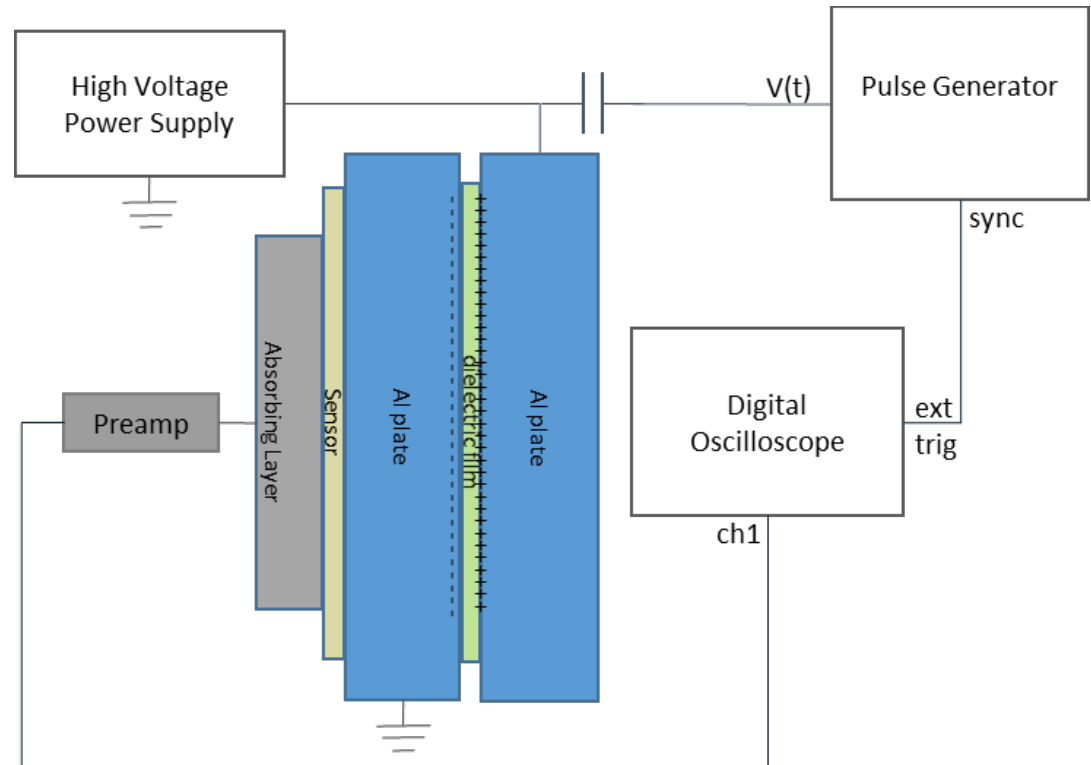 High Voltage
Power Supply
V(t)
Pulse Generator
sync
Absorbing Layer
Sensor
Al plate
dielectric film
Al plate
Preamp
Digital
Oscilloscope
ext
trig
ch1